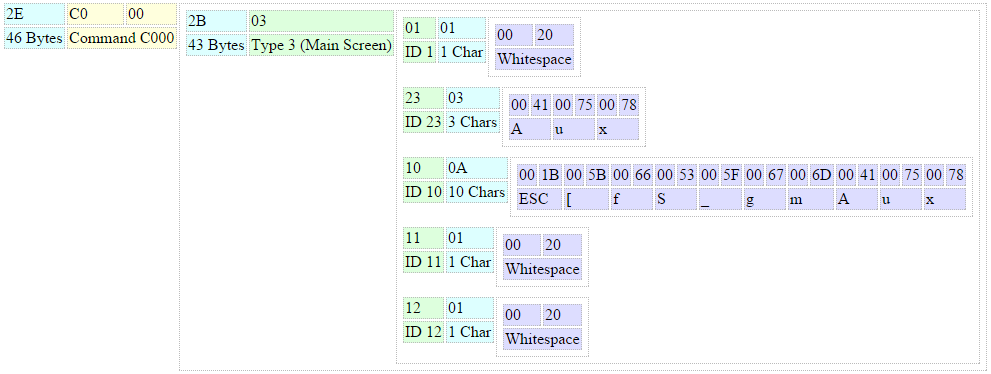 2E C0 00
46 Bytes Command C000
2B 03
43 Bytes Type 3 (Main Screen)
01 01
ID 1 1 Char
00 20
Whitespace
23 03
ID 23 3 Chars
00 41 00 75 00 78
A u x
10 0A
ID 10 10 Chars
00 1B 00 5B 00 66 00 53 00 5F 00 67 00 6D 00 41 00 75 00 78
ESC [ f S _ g m A u x
11 01
ID 11 1 Char
00 20
Whitespace
12 01
ID 12 1 Char
00 20
Whitespace